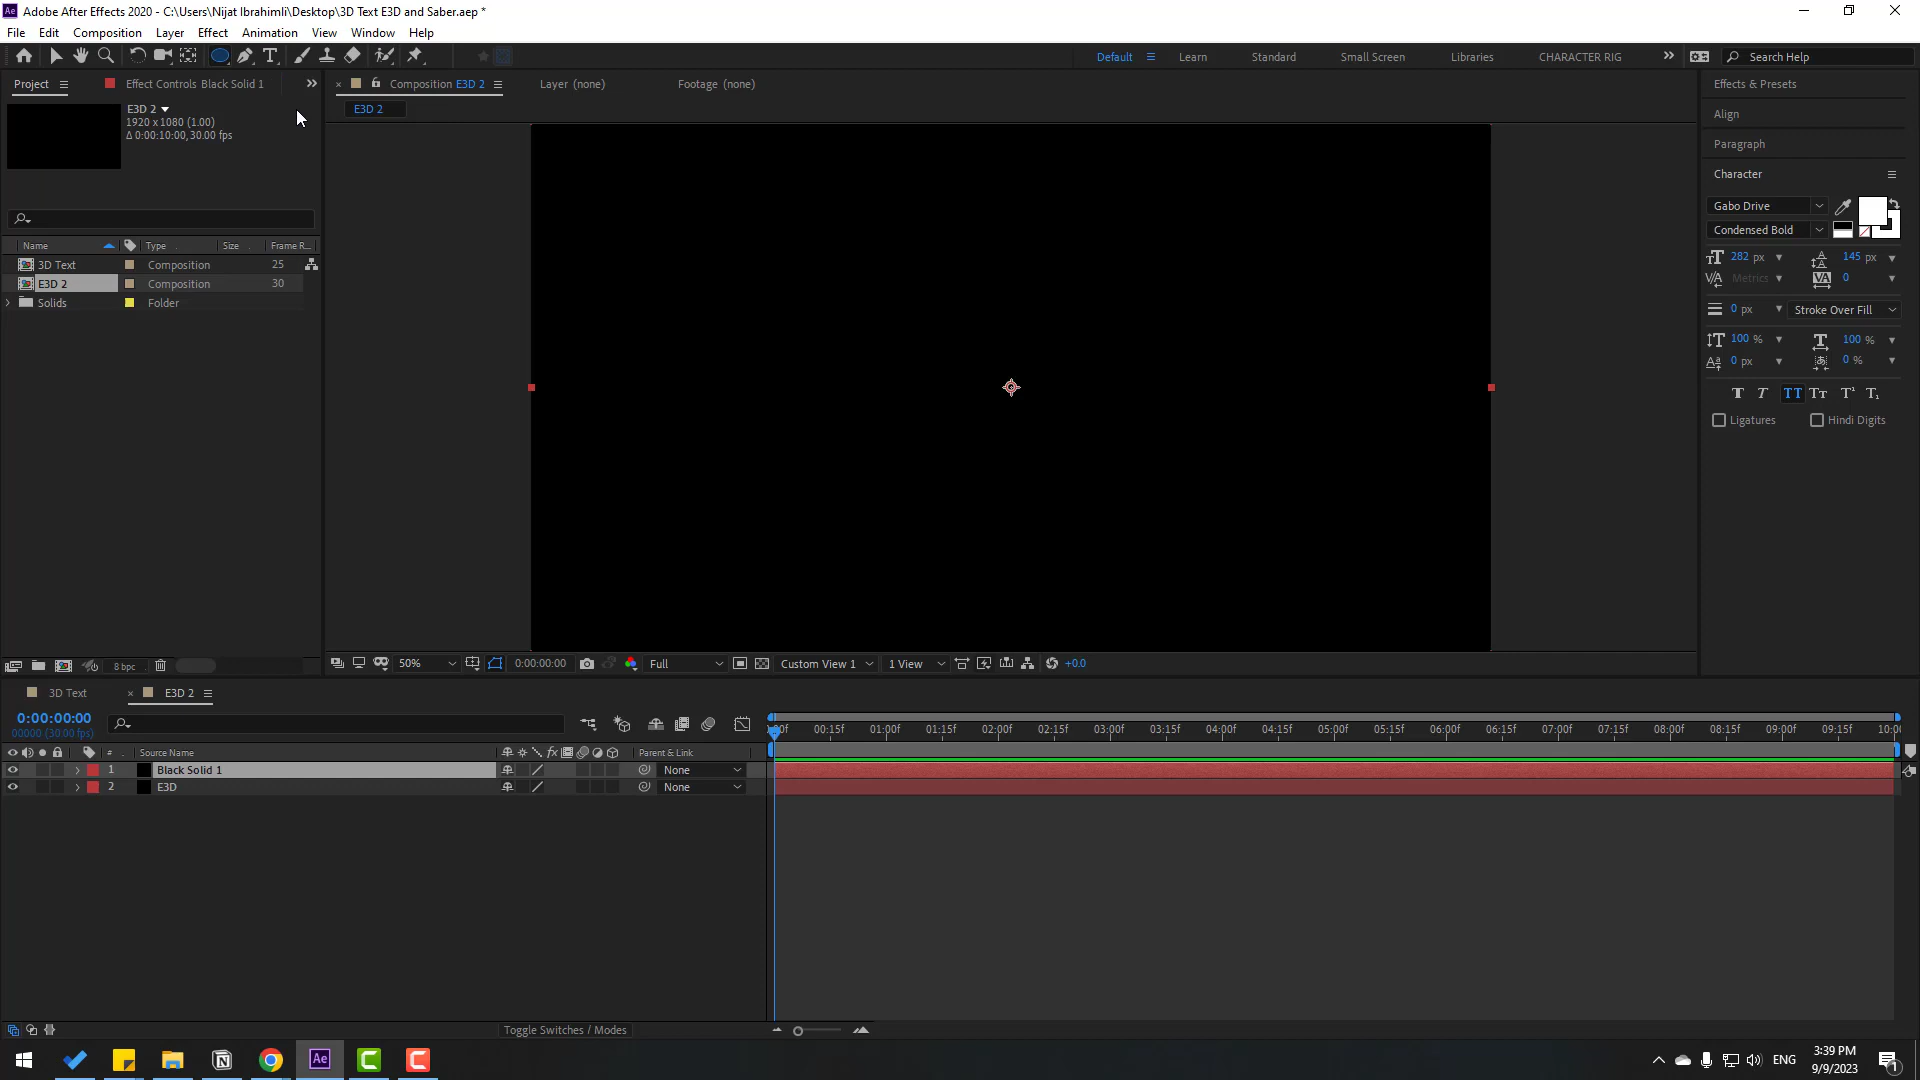 Adobe After Effects 2020 - C:\Users\Nijat Ibrahimli\Desktop\3D Text E3D and Saber.aep *
File Edit Composition Layer Effect Animation View Window Help
Default Learn Standard Small Screen Libraries CHARACTER RIG Search Help
Project Effect Controls Black Solid 1
Composition E3D 2 Layer (none) Footage (none)
Effects & Presets
E3D 2
1920 x 1080 (1.00)
Δ 0:00:10:00, 30.00 fps
E3D 2
Align
Paragraph
Character
Gabo Drive
Condensed Bold
282 px 145 px
Metrics 0
0 px Stroke Over Fill
100 % 100 %
0 px 0 %
Ligatures Hindi Digits
Name Type Size Frame R...
3D Text Composition 25
E3D 2 Composition 30
Solids Folder
8 bpc
50% 0:00:00:00 Full Custom View 1 1 View +0.0
3D Text E3D 2
0:00:00:00
00000 (30.00 fps)
:00f 00:15f 01:00f 01:15f 02:00f 02:15f 03:00f 03:15f 04:00f 04:15f 05:00f 05:15f 06:00f 06:15f 07:00f 07:15f 08:00f 08:15f 09:00f 09:15f 10:00
# Source Name fx Parent & Link
1 Black Solid 1 None
2 E3D None
Toggle Switches / Modes
Ae
ENG
3:39 PM
9/9/2023
1